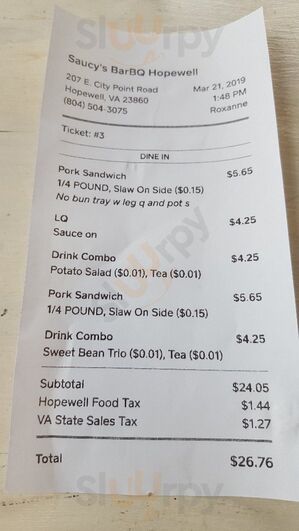 Saucy's BarBQ Hopewell
207 E. City Point Road
Hopewell, VA 23860
(804) 504-3075
Mar 21, 2019
1:48 PM
Roxanne
Ticket: #3
DINE IN
Pork Sandwich $5.65
1/4 POUND, Slaw On Side ($0.15)
No bun tray w leg q and pot s
LQ $4.25
Sauce on
Drink Combo $4.25
Potato Salad ($0.01), Tea ($0.01)
Pork Sandwich $5.65
1/4 POUND, Slaw On Side ($0.15)
Drink Combo $4.25
Sweet Bean Trio ($0.01), Tea ($0.01)
Subtotal $24.05
Hopewell Food Tax $1.44
VA State Sales Tax $1.27
Total $26.76
Sluurpy
Sluurpy
Sluurpy